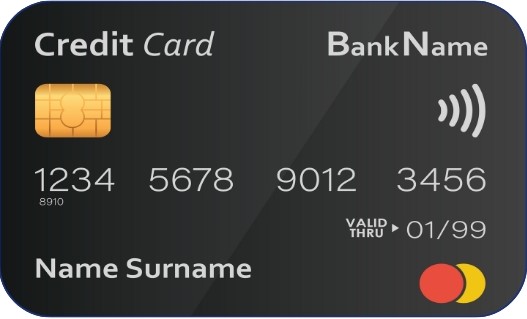 Credit Card BankName
1234 5678 9012 3456
8910
VALID THRU 01/99
Name Surname